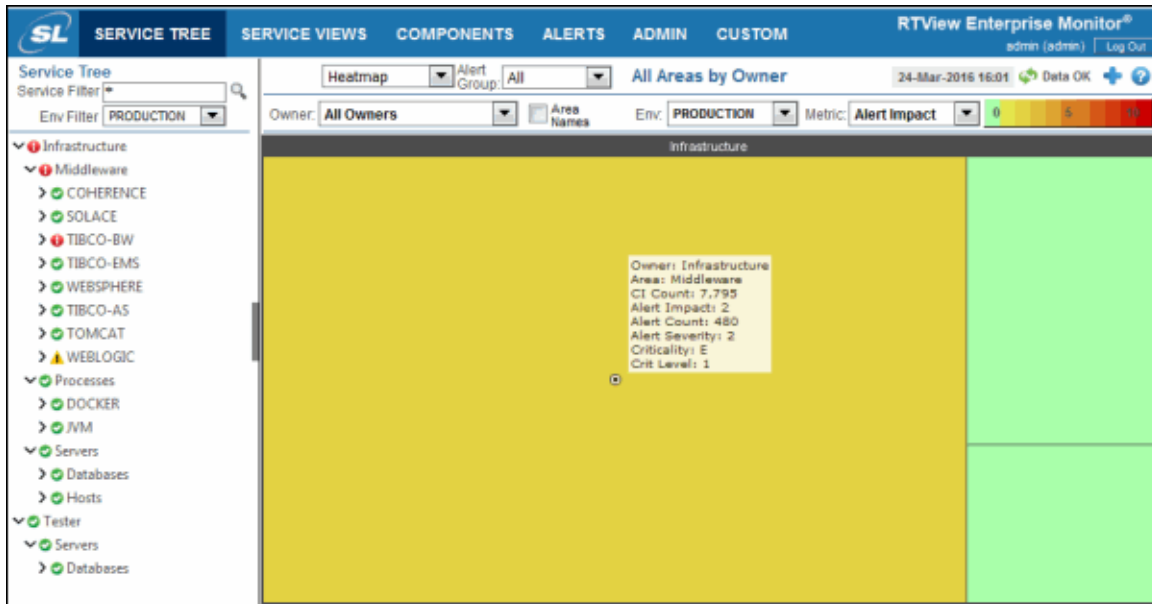 SL
SERVICE TREE
SERVICE VIEWS
COMPONENTS
ALERTS
ADMIN
CUSTOM
RTView Enterprise Monitor®
admin (admin)
Log Out
Service Tree
Service Filter *
Env Filter PRODUCTION
Infrastructure
Middleware
COHERENCE
SOLACE
TIBCO-BW
TIBCO-EMS
WEBSPHERE
TIBCO-AS
TOMCAT
WEBLOGIC
Processes
DOCKER
JVM
Servers
Databases
Hosts
Tester
Servers
Databases
Heatmap
Alert Group: All
All Areas by Owner
24-Mar-2016 16:01
Data OK
Owner: All Owners
Area Names
Env: PRODUCTION
Metric: Alert Impact
0 5 10
Infrastructure
Owner: Infrastructure
Area: Middleware
CI Count: 7,795
Alert Impact: 2
Alert Count: 480
Alert Severity: 2
Criticality: E
Crit Level: 1